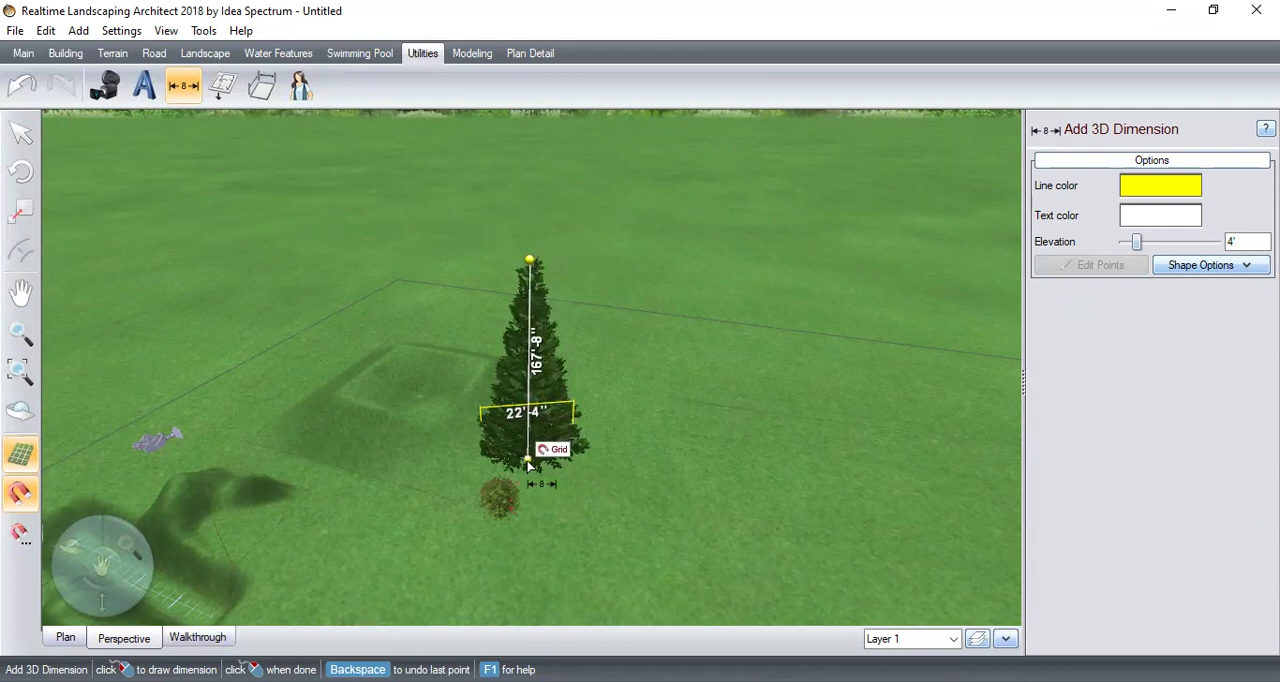 Realtime Landscaping Architect 2018 by Idea Spectrum - Untitled
File Edit Add Settings View Tools Help
Main Building Terrain Road Landscape Water Features Swimming Pool Utilities Modeling Plan Detail
8
8 Add 3D Dimension ?
Options
Line color
Text color
Elevation 4'
Edit Points Shape Options
167'-8"
22'-4"
Grid
8
Plan Perspective Walkthrough Layer 1
Add 3D Dimension click to draw dimension click when done Backspace to undo last point F1 for help